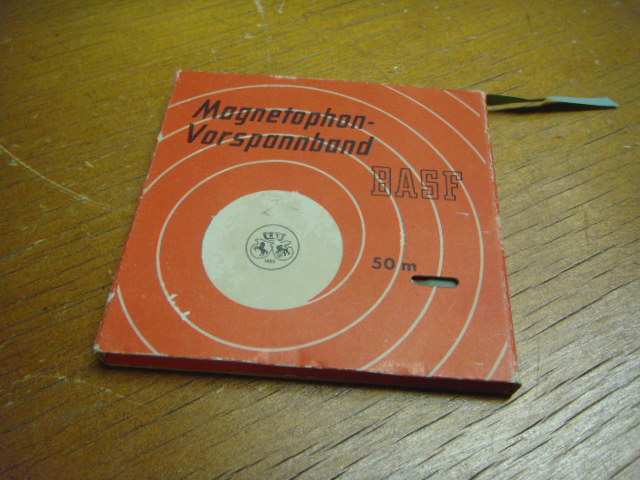 Magnetophon-
Vorspannband
BASF
50 m